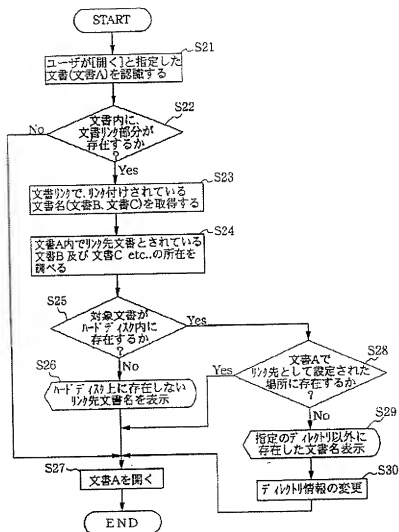 START
S21
ユーザが[開く]と指定した
文書(文書A)を認識する
S22
文書内に、
文書リンク部分が
存在するか
?
No
Yes
S23
文書リンクで、リンク付けされている
文書名(文書B、文書C)を取得する
S24
文書A内でリンク先文書とされている
文書B 及び 文書C etc..の所在を
調べる
S25
対象文書が
ハードディスク内に
存在するか
?
Yes
No
S26
ハードディスク上に存在しない
リンク先文書名を表示
S28
文書Aで
リンク先として設定された
場所に存在するか
?
Yes
No
S29
指定のディレクトリ以外に
存在した文書名表示
S30
ディレクトリ情報の変更
S27
文書Aを開く
END